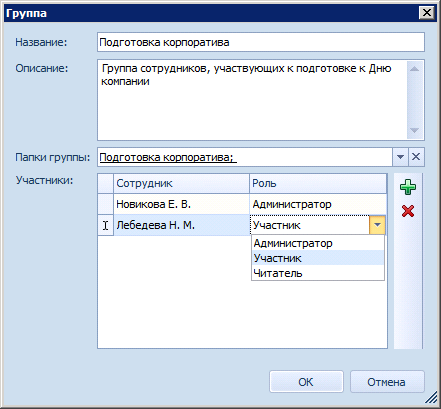 Группа
Название: Подготовка корпоратива
Описание: Группа сотрудников, участвующих к подготовке к Дню
компании
Папки группы: Подготовка корпоратива;
Участники: Сотрудник Роль
Новикова Е. В. Администратор
Лебедева Н. М. Участник
Администратор
Участник
Читатель
ОК Отмена